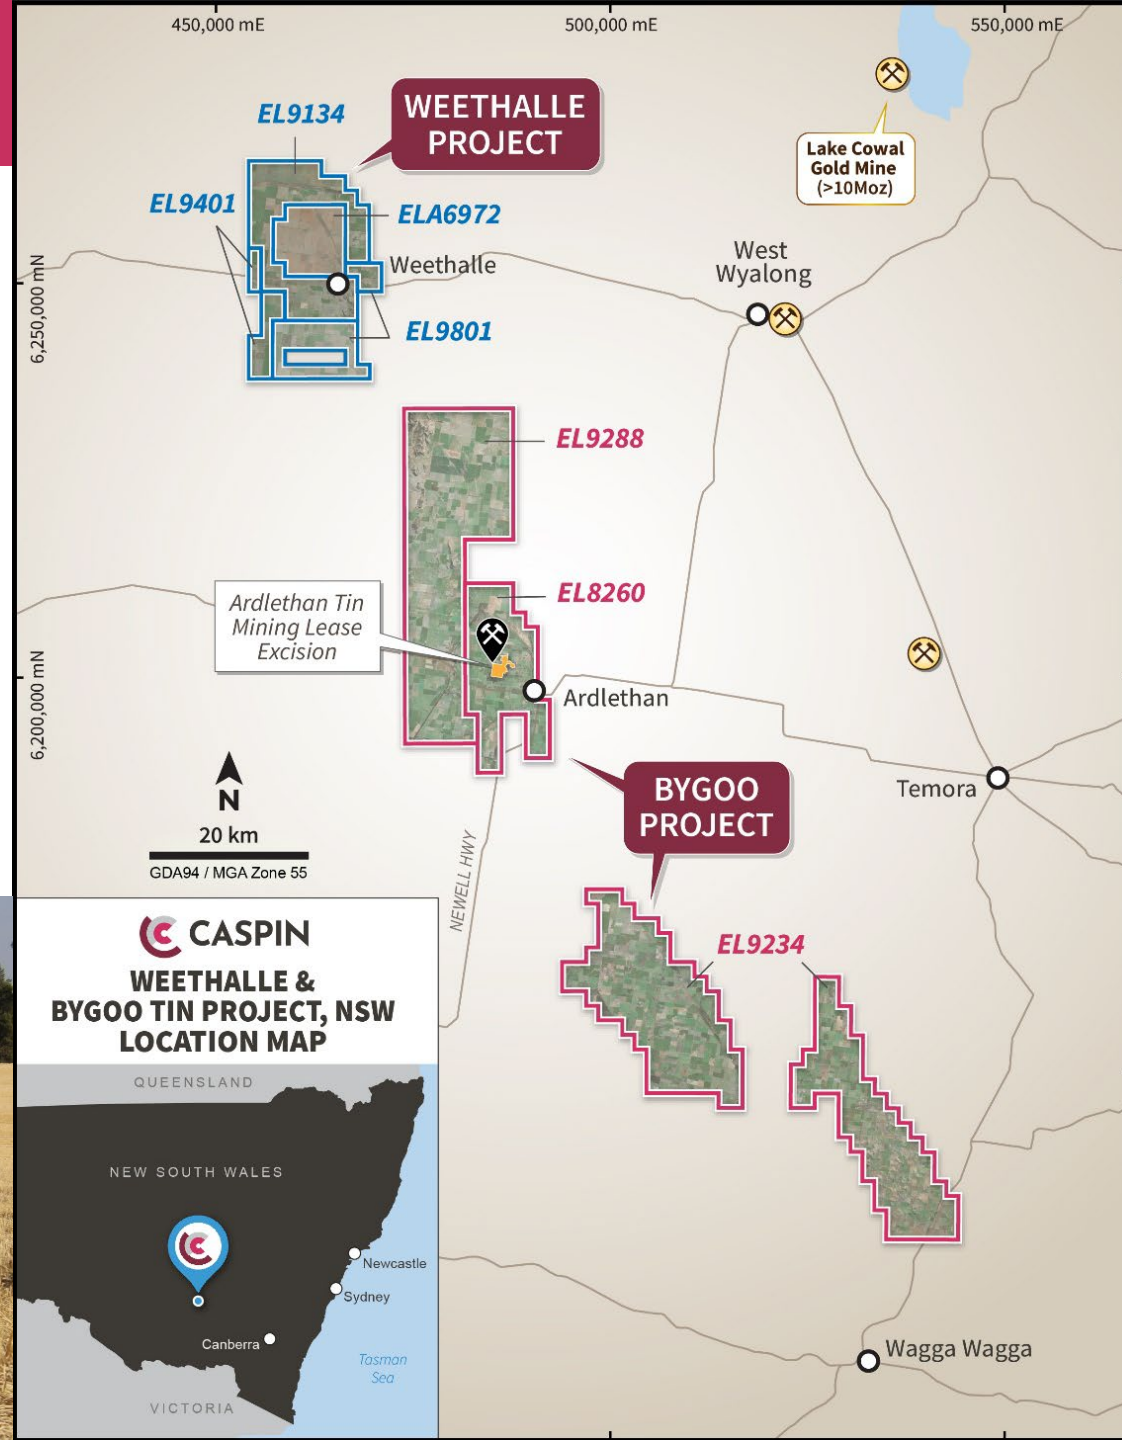 450,000 mE
500,000 mE
550,000 mE
WEETHALLE
PROJECT
EL9134
EL9401
ELA6972
Weethalle
EL9801
Lake Cowal
Gold Mine
(>10Moz)
West
Wyalong
6,250,000 mN
EL9288
EL8260
Ardlethan Tin
Mining Lease
Excision
Ardlethan
6,200,000 mN
BYGOO
PROJECT
Temora
N
20 km
GDA94 / MGA Zone 55
NEWELL HWY
EL9234
CASPIN
WEETHALLE &
BYGOO TIN PROJECT, NSW
LOCATION MAP
QUEENSLAND
NEW SOUTH WALES
Newcastle
Sydney
Canberra
Tasman
Sea
VICTORIA
Wagga Wagga